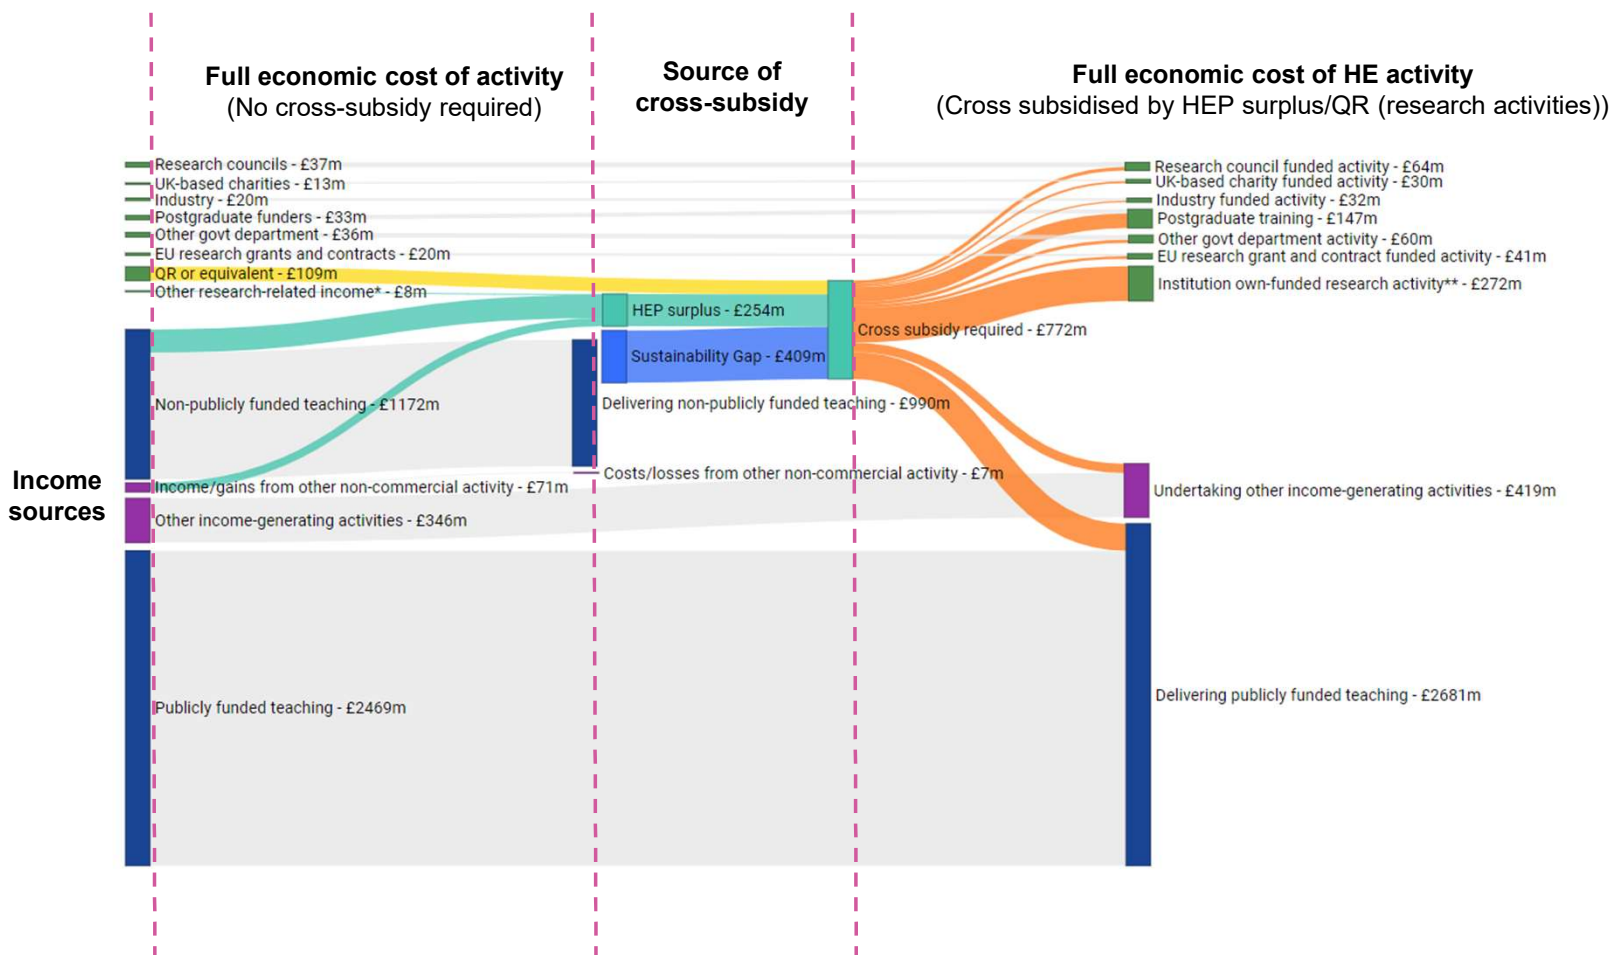 Full economic cost of activity
(No cross-subsidy required)
Source of
cross-subsidy
Full economic cost of HE activity
(Cross subsidised by HEP surplus/QR (research activities))
Income
sources
Research councils - £37m
UK-based charities - £13m
Industry - £20m
Postgraduate funders - £33m
Other govt department - £36m
EU research grants and contracts - £20m
QR or equivalent - £109m
Other research-related income* - £8m
Non-publicly funded teaching - £1172m
Income/gains from other non-commercial activity - £71m
Other income-generating activities - £346m
Publicly funded teaching - £2469m
HEP surplus - £254m
Sustainability Gap - £409m
Delivering non-publicly funded teaching - £990m
Costs/losses from other non-commercial activity - £7m
Cross subsidy required - £772m
Research council funded activity - £64m
UK-based charity funded activity - £30m
Industry funded activity - £32m
Postgraduate training - £147m
Other govt department activity - £60m
EU research grant and contract funded activity - £41m
Institution own-funded research activity** - £272m
Undertaking other income-generating activities - £419m
Delivering publicly funded teaching - £2681m